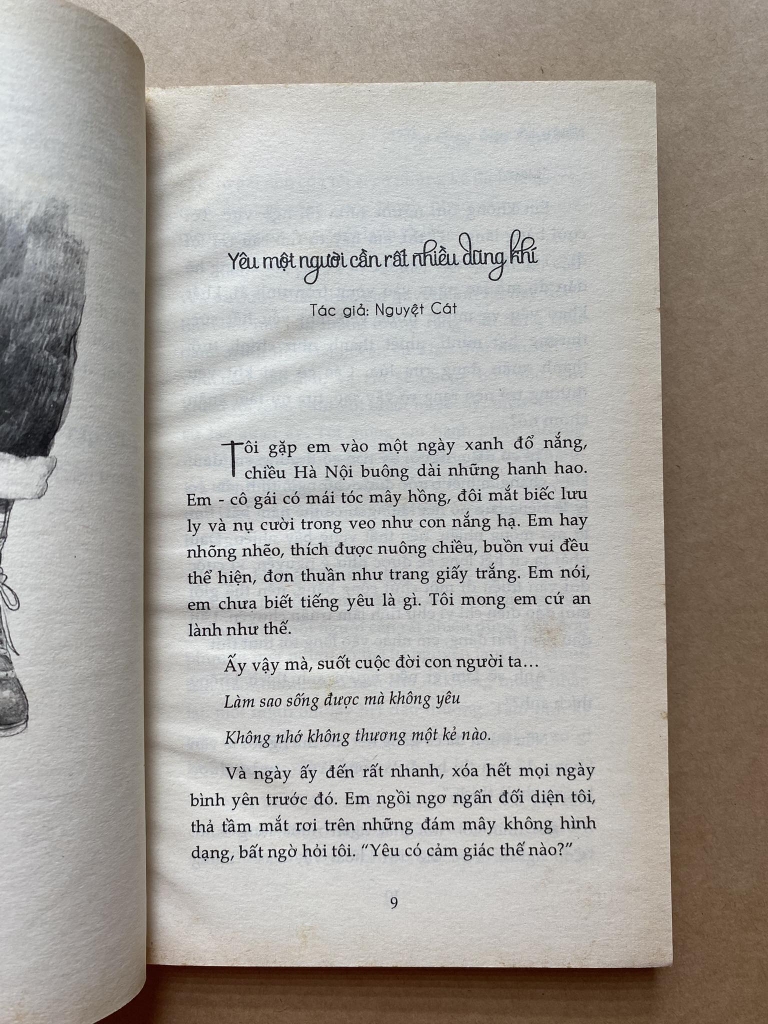 Yêu một người cần rất nhiều dũng khí
Tác giả: Nguyệt Cát
Tôi gặp em vào một ngày xanh đổ nắng,
chiều Hà Nội buông dài những hanh hao.
Em - cô gái có mái tóc mây hồng, đôi mắt biếc lưu
ly và nụ cười trong veo như con nắng hạ. Em hay
nhõng nhẽo, thích được nuông chiều, buồn vui đều
thể hiện, đơn thuần như trang giấy trắng. Em nói,
em chưa biết tiếng yêu là gì. Tôi mong em cứ an
lành như thế.
Ấy vậy mà, suốt cuộc đời con người ta...
Làm sao sống được mà không yêu
Không nhớ không thương một kẻ nào.
Và ngày ấy đến rất nhanh, xóa hết mọi ngày
bình yên trước đó. Em ngồi ngơ ngẩn đối diện tôi,
thả tầm mắt rơi trên những đám mây không hình
dạng, bất ngờ hỏi tôi. “Yêu có cảm giác thế nào?”
9